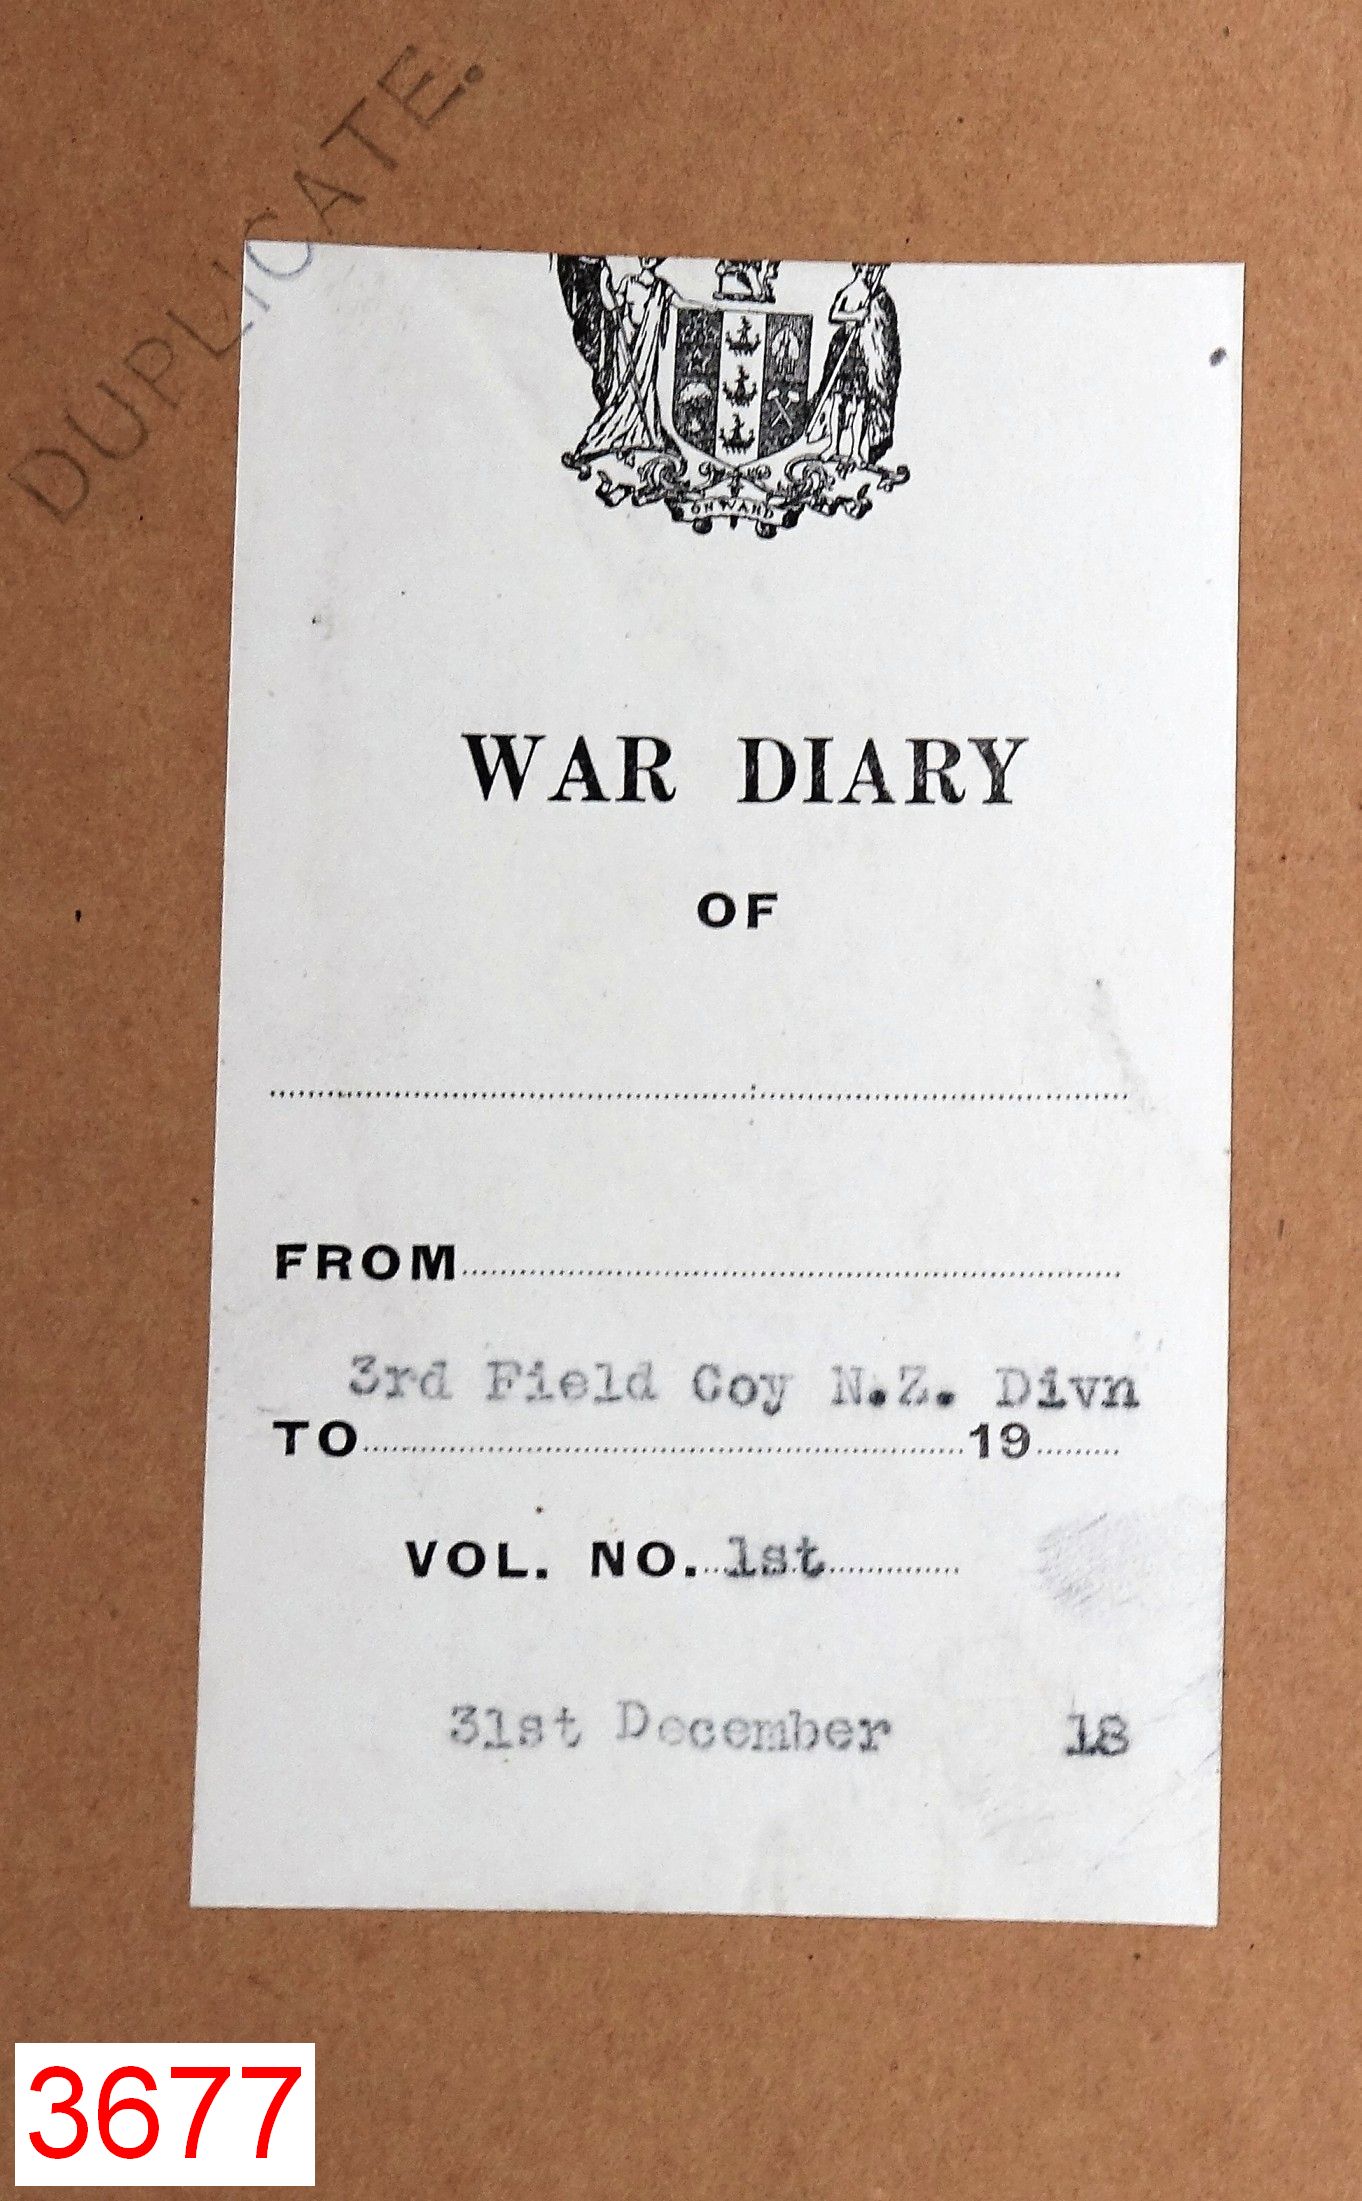 DUPLICATE.
ONWARD
WAR DIARY
OF
FROM
3rd Field Coy N.Z. Divn
TO 19
VOL. NO. 1st
31st December 18
3677